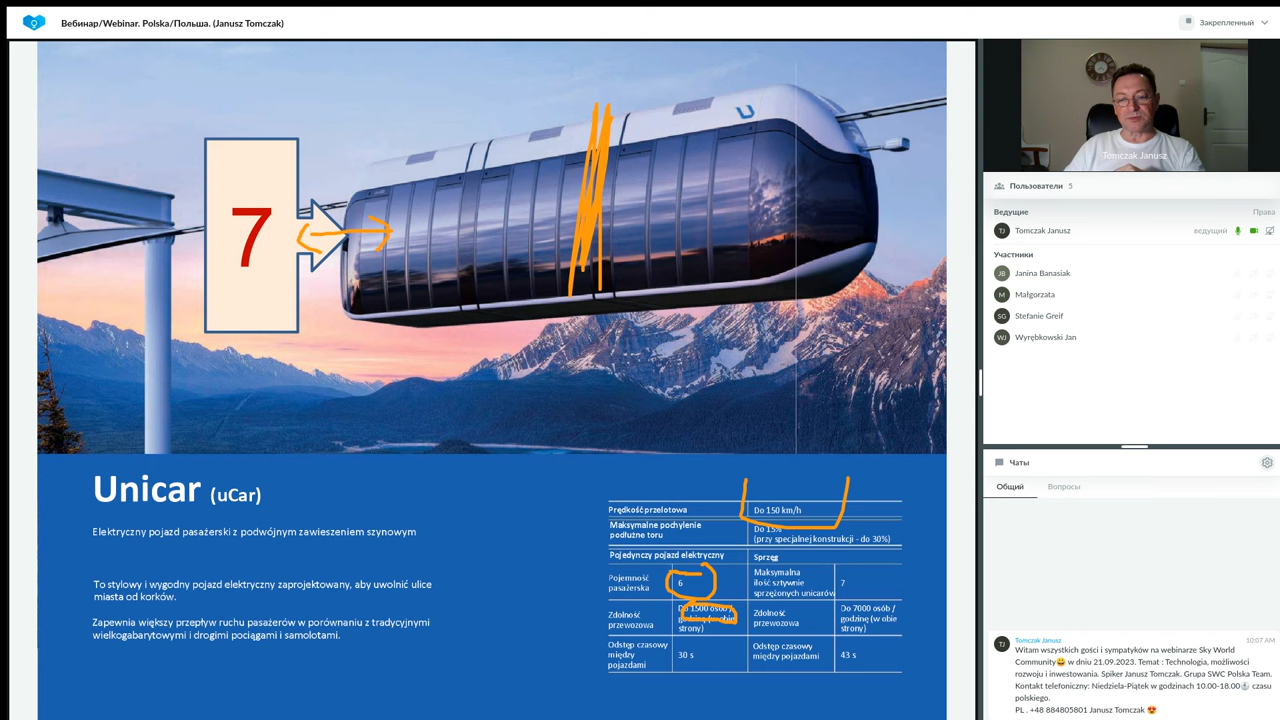 Вебинар/Webinar. Polska/Польша. (Janusz Tomczak)
Закрепленный
7
Unicar (uCar)
Elektryczny pojazd pasażerski z podwójnym zawieszeniem szynowym
To stylowy i wygodny pojazd elektryczny zaprojektowany, aby uwolnić ulice
miasta od korków.
Zapewnia większy przepływ ruchu pasażerów w porównaniu z tradycyjnymi
wielkogabarytowymi i drogimi pociągami i samolotami.
Prędkość przelotowa
Do 150 km/h
Maksymalne pochylenie
podłużne toru
Do 15%
(przy specjalnej konstrukcji - do 30%)
Pojedynczy pojazd elektryczny
Sprzęg
Pojemność
pasażerska
6
Maksymalna
ilość sztywnie
sprzężonych unicarów
7
Zdolność
przewozowa
Do 1500 osób /
godzinę (w obie
strony)
Zdolność
przewozowa
Do 7000 osób /
godzinę (w obie
strony)
Odstęp czasowy
między
pojazdami
30 s
Odstęp czasowy
między pojazdami
43 s
Tomczak Janusz
Пользователи 5
Ведущие
Права
TJ Tomczak Janusz ведущий
Участники
JB Janina Banasiak
M Małgorzata
SG Stefanie Greif
WJ Wyrębkowski Jan
Чаты
Общий
Вопросы
TJ
Tomczak Janusz 10:07 AM
Witam wszystkich gości i sympatyków na webinarze Sky World
Community😄 w dniu 21.09.2023. Temat : Technologia, możliwości
rozwoju i inwestowania. Spiker Janusz Tomczak. Grupa SWC Polska Team.
Kontakt telefoniczny: Niedziela-Piątek w godzinach 10.00-18.00 czasu
polskiego.
PL . +48 884805801 Janusz Tomczak 😍